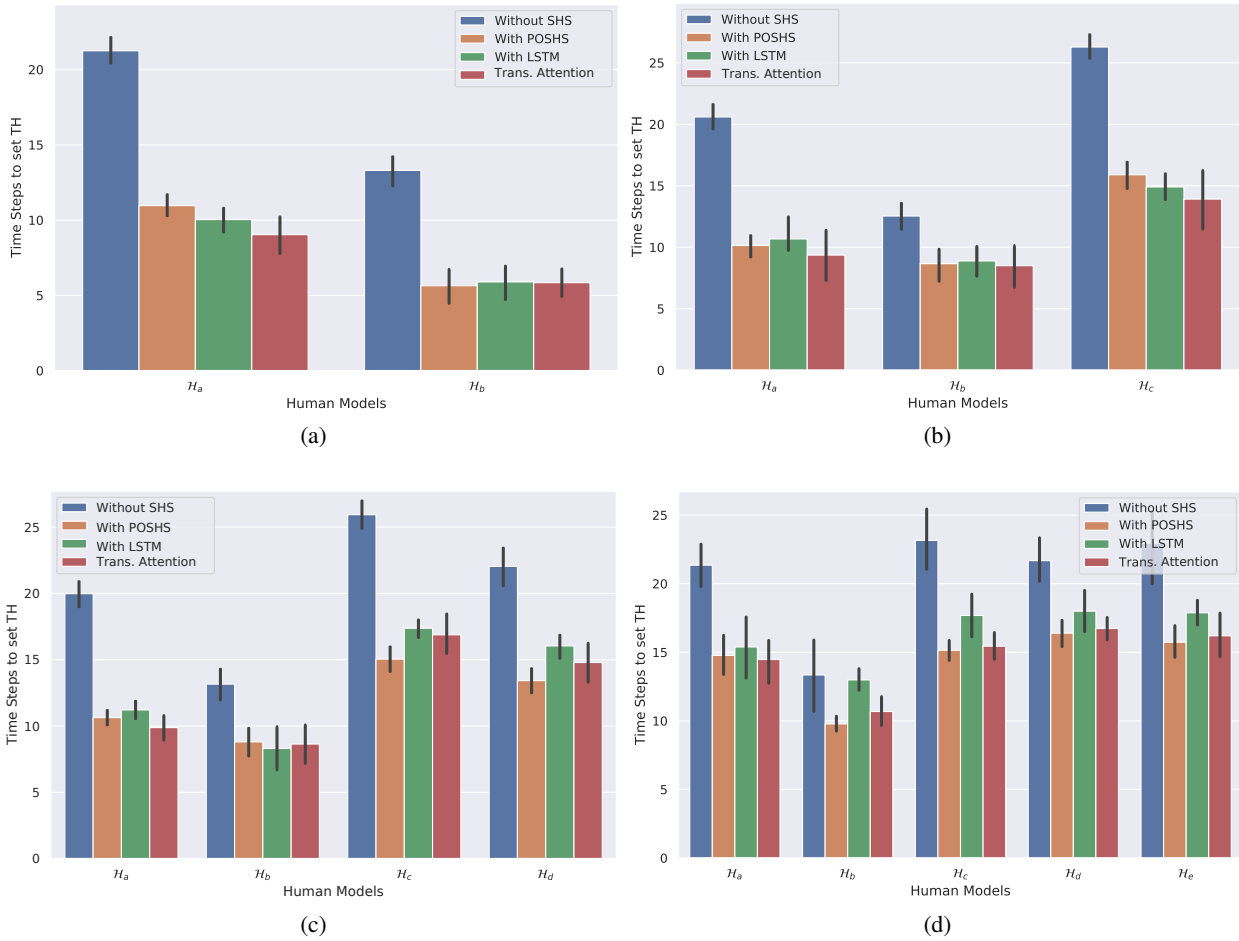 Time Steps to set TH
20
15
10
5
0
Without SHS
With POSHS
With LSTM
Trans. Attention
ℋa ℋb
Human Models
(a)
Time Steps to set TH
25
20
15
10
5
0
Without SHS
With POSHS
With LSTM
Trans. Attention
ℋa ℋb ℋc
Human Models
(b)
Time Steps to set TH
25
20
15
10
5
0
Without SHS
With POSHS
With LSTM
Trans. Attention
ℋa ℋb ℋc ℋd
Human Models
(c)
Time Steps to set TH
25
20
15
10
5
0
Without SHS
With POSHS
With LSTM
Trans. Attention
ℋa ℋb ℋc ℋd ℋe
Human Models
(d)